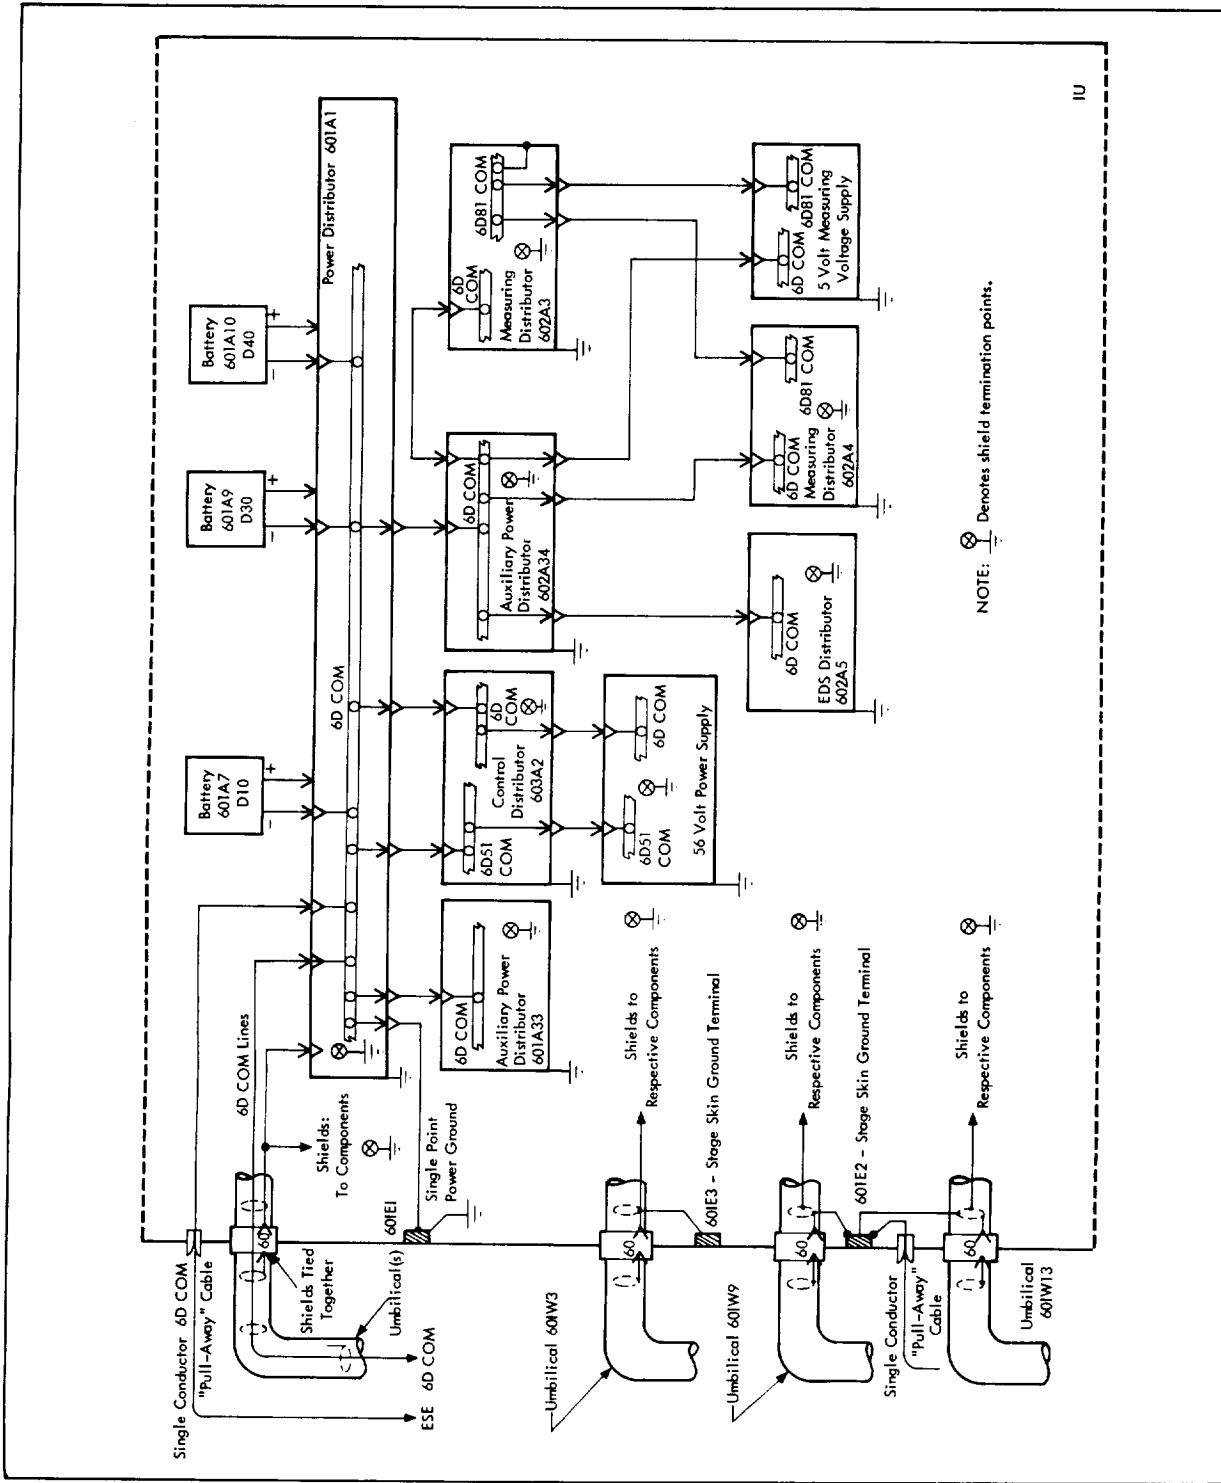 Single Conductor 6D COM
"Pull-Away" Cable
ESE 6D COM
Umbilical(s)
Shields Tied
Together
60
6D COM Lines
Shields:
To Components
601E1
Single Point
Power Ground
Battery
601A7
D10
-
+
Battery
601A9
D30
-
+
Battery
601A10
D40
-
+
Power Distributor 601A1
6D COM
6D COM
Auxiliary Power
Distributor
601A33
6D51
COM
6D
COM
Control
Distributor
603A2
6D51
COM
6D COM
56 Volt Power Supply
6D COM
Auxiliary Power
Distributor
602A34
6D
COM
6D81 COM
Measuring
Distributor
602A3
6D COM
EDS Distributor
602A5
6D COM
6D81 COM
Measuring
Distributor
602A4
6D COM
6D81 COM
5 Volt Measuring
Voltage Supply
Umbilical 601W3
60
Shields to
Respective Components
601E3 - Stage Skin Ground Terminal
Umbilical 601W9
60
Shields to
Respective Components
601E2 - Stage Skin Ground Terminal
Single Conductor
"Pull-Away"
Cable
60
Umbilical
601W13
Shields to
Respective Components
NOTE: Denotes shield termination points.
IU